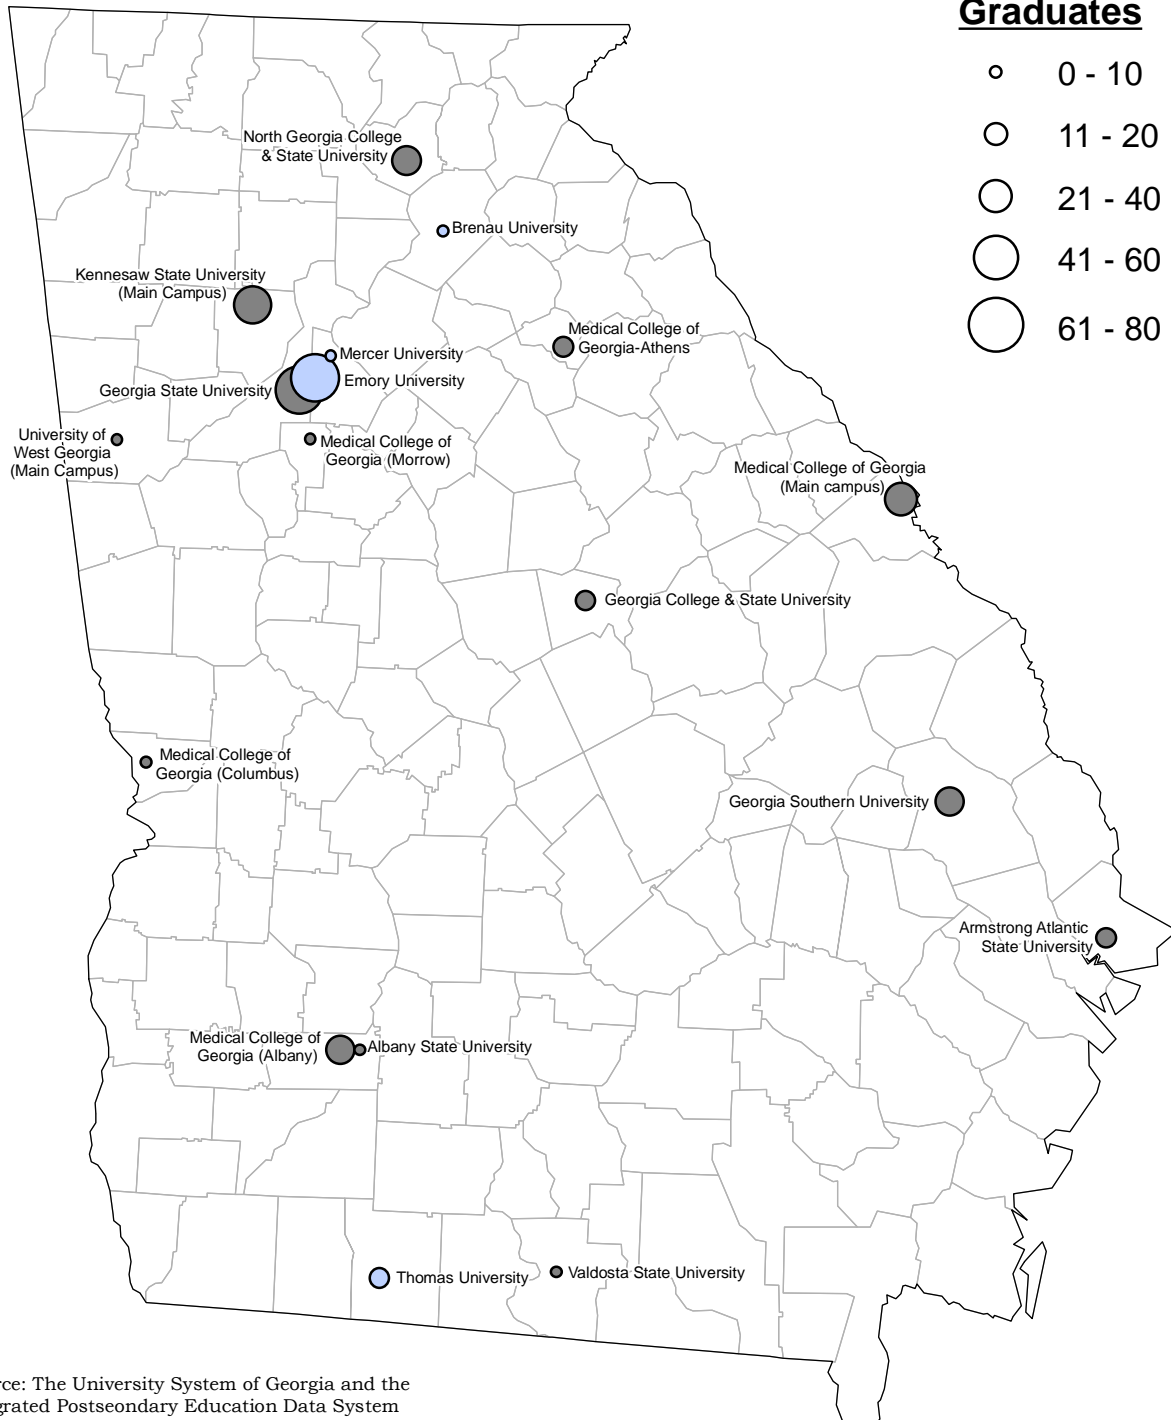 Graduates
0 - 10
11 - 20
21 - 40
41 - 60
61 - 80
North Georgia College
& State University
Brenau University
Kennesaw State University
(Main Campus)
Medical College of
Georgia-Athens
Mercer University
Emory University
Georgia State University
University of
West Georgia
(Main Campus)
Medical College of
Georgia (Morrow)
Medical College of Georgia
(Main campus)
Georgia College & State University
Medical College of
Georgia (Columbus)
Georgia Southern University
Armstrong Atlantic
State University
Medical College of
Georgia (Albany)
Albany State University
Thomas University
Valdosta State University
rce: The University System of Georgia and the
grated Postseondary Education Data System